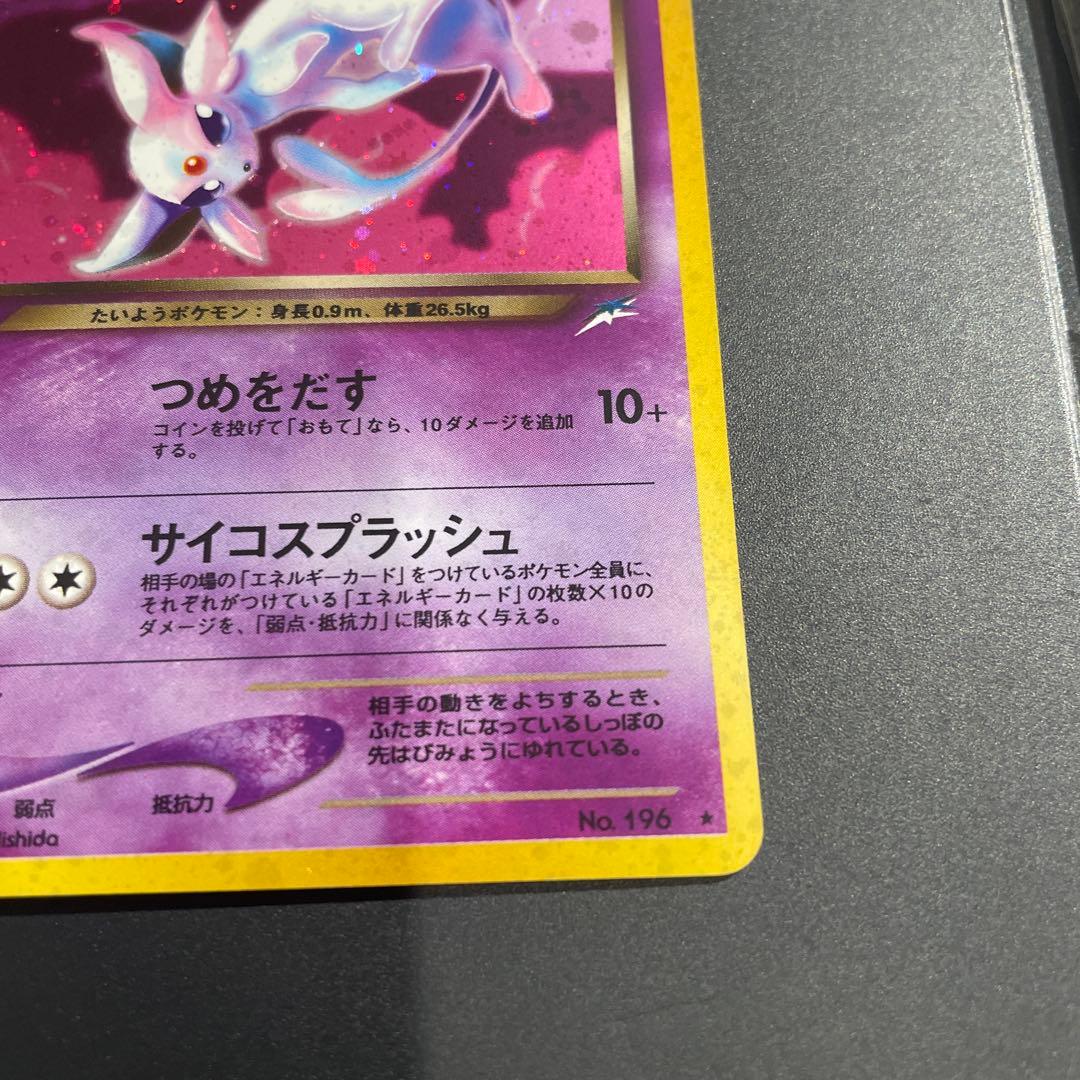 たいようポケモン：身長0.9m、体重26.5kg
つめをだす
10+
コインを投げて「おもて」なら、10ダメージを追加
する。
サイコスプラッシュ
相手の場の「エネルギーカード」をつけているポケモン全員に、
それぞれがつけている「エネルギーカード」の枚数×10の
ダメージを、「弱点・抵抗力」に関係なく与える。
相手の動きをよちするとき、
ふたまたになっているしっぽの
先はびみょうにゆれている。
弱点
抵抗力
ishida
No. 196 ★